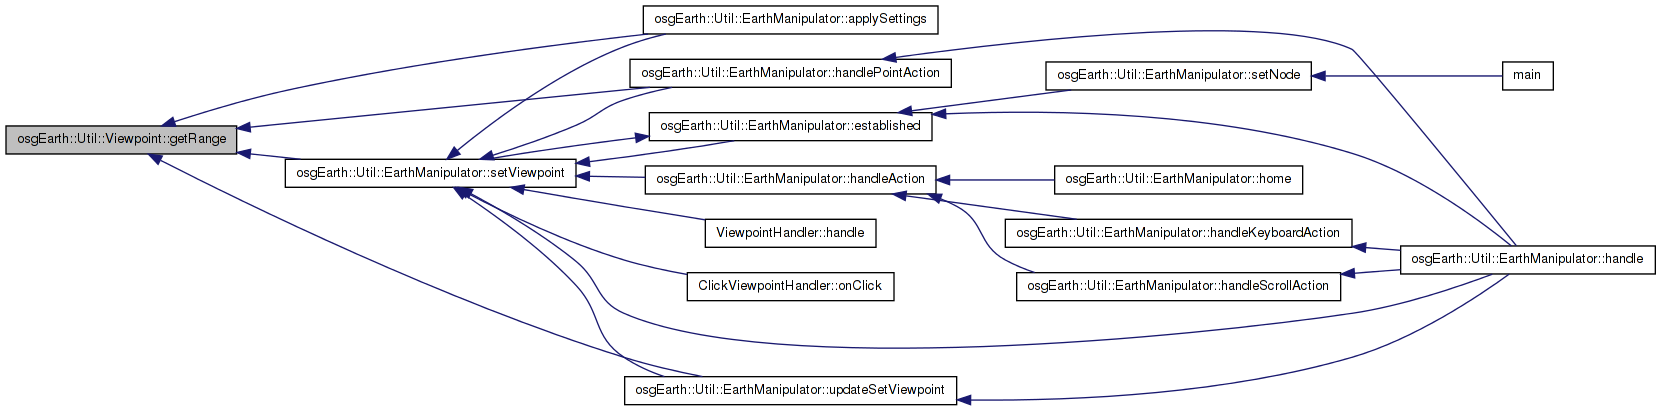 osgEarth::Util::EarthManipulator::applySettings
osgEarth::Util::EarthManipulator::handlePointAction
osgEarth::Util::EarthManipulator::setNode
main
osgEarth::Util::EarthManipulator::established
osgEarth::Util::Viewpoint::getRange
osgEarth::Util::EarthManipulator::setViewpoint
osgEarth::Util::EarthManipulator::handleAction
osgEarth::Util::EarthManipulator::home
ViewpointHandler::handle
osgEarth::Util::EarthManipulator::handleKeyboardAction
osgEarth::Util::EarthManipulator::handle
ClickViewpointHandler::onClick
osgEarth::Util::EarthManipulator::handleScrollAction
osgEarth::Util::EarthManipulator::updateSetViewpoint